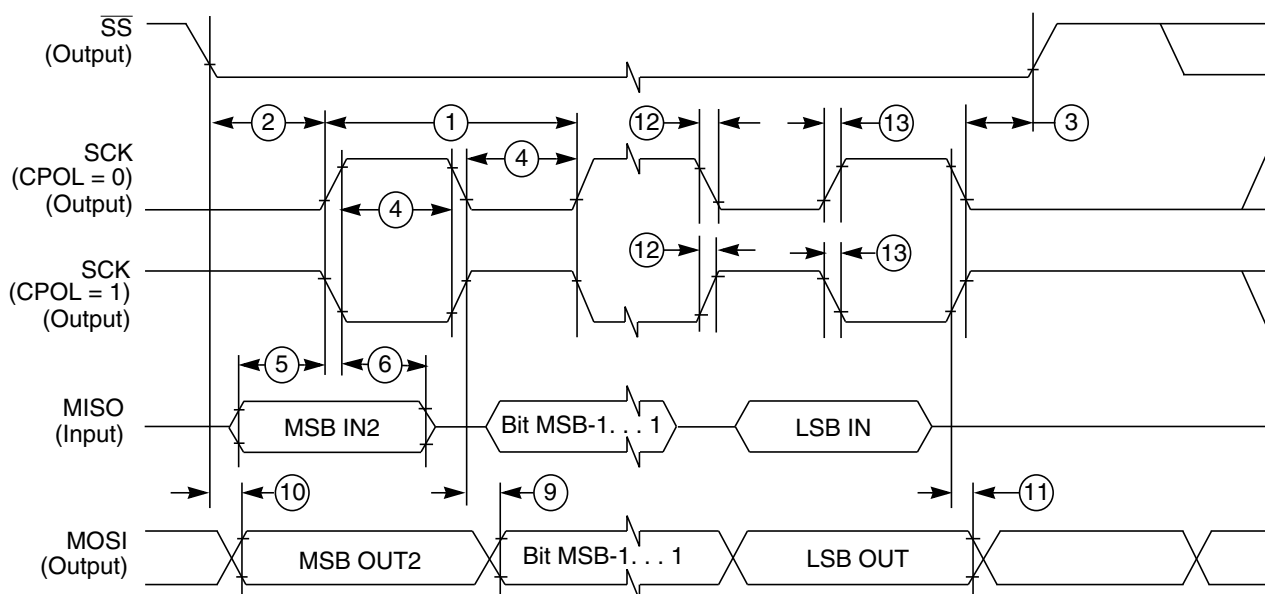 SS
(Output)
2
1
12
13
3
SCK
(CPOL = 0)
(Output)
4
4
12
13
SCK
(CPOL = 1)
(Output)
5
6
MISO
(Input)
MSB IN2
Bit MSB-1. . . 1
LSB IN
10
9
11
MOSI
(Output)
MSB OUT2
Bit MSB-1. . . 1
LSB OUT